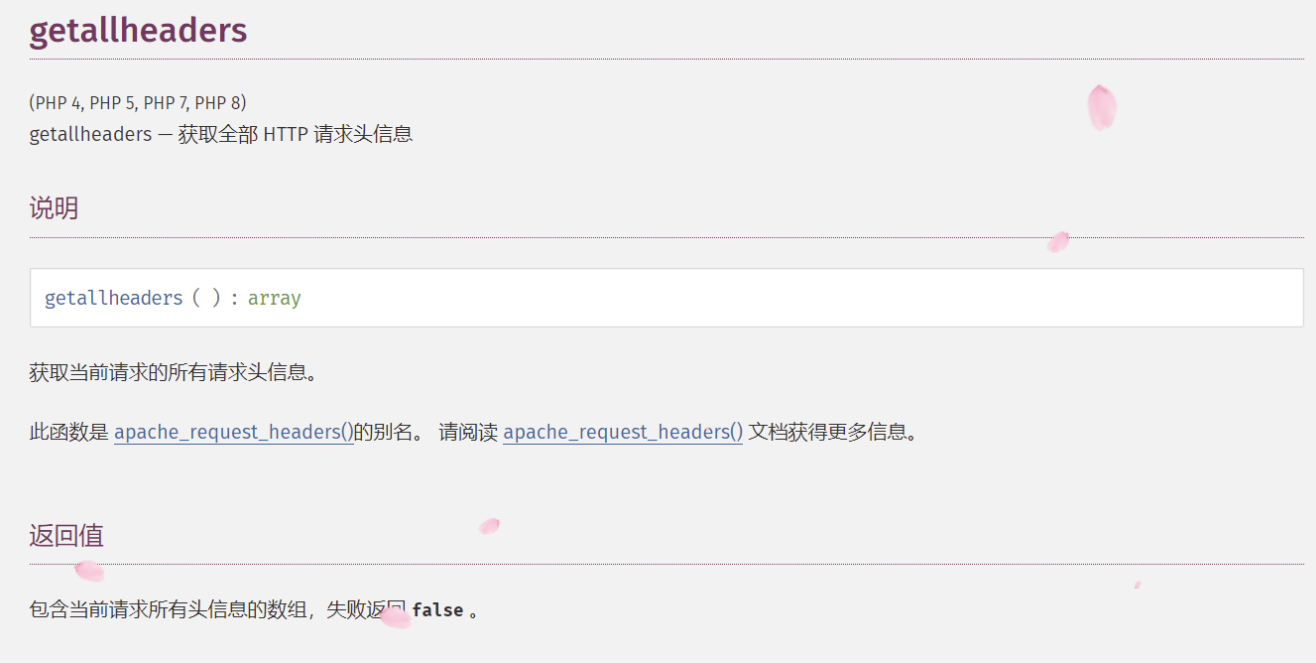 getallheaders
(PHP 4, PHP 5, PHP 7, PHP 8)
getallheaders — 获取全部 HTTP 请求头信息
说明
getallheaders ( ) : array
获取当前请求的所有请求头信息。
此函数是 apache_request_headers()的别名。 请阅读 apache_request_headers() 文档获得更多信息。
返回值
包含当前请求所有头信息的数组，失败返回 false 。